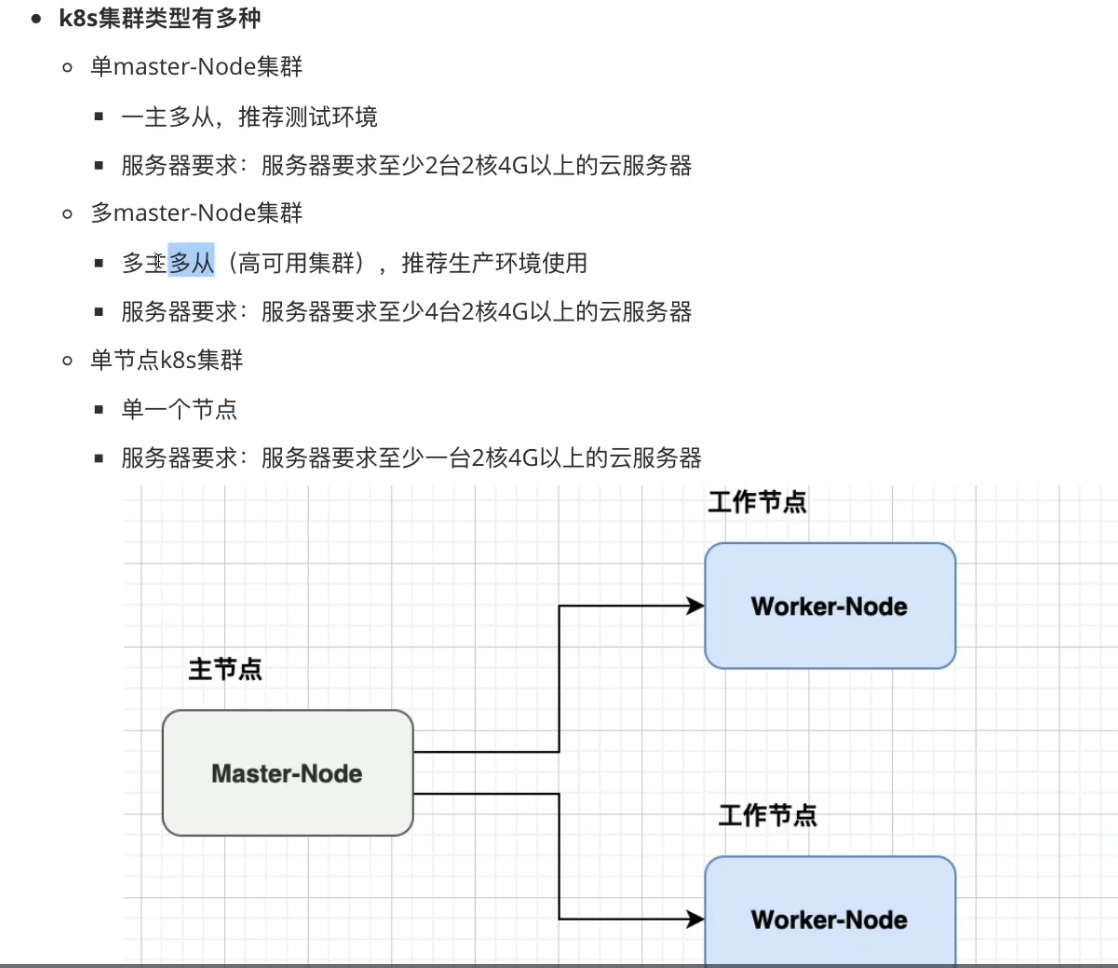 k8s集群类型有多种
单master-Node集群
一主多从，推荐测试环境
服务器要求：服务器要求至少2台2核4G以上的云服务器
多master-Node集群
多主多从（高可用集群），推荐生产环境使用
服务器要求：服务器要求至少4台2核4G以上的云服务器
单节点k8s集群
单一个节点
服务器要求：服务器要求至少一台2核4G以上的云服务器
工作节点
Worker-Node
主节点
Master-Node
工作节点
Worker-Node